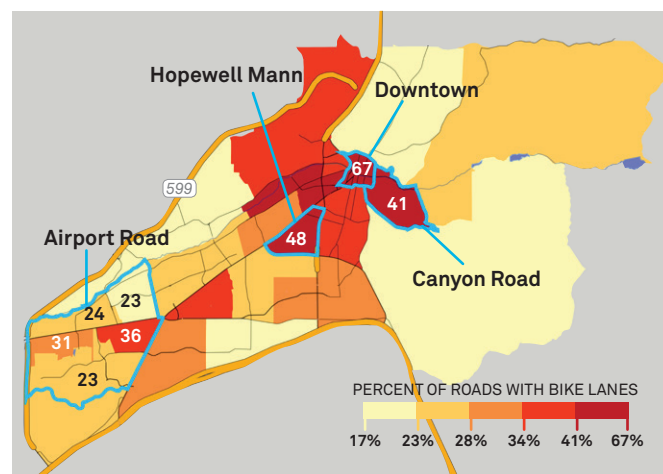 Hopewell Mann
Downtown
599
67
41
Airport Road
48
Canyon Road
23
24
31
36
23
PERCENT OF ROADS WITH BIKE LANES
17% 23% 28% 34% 41% 67%